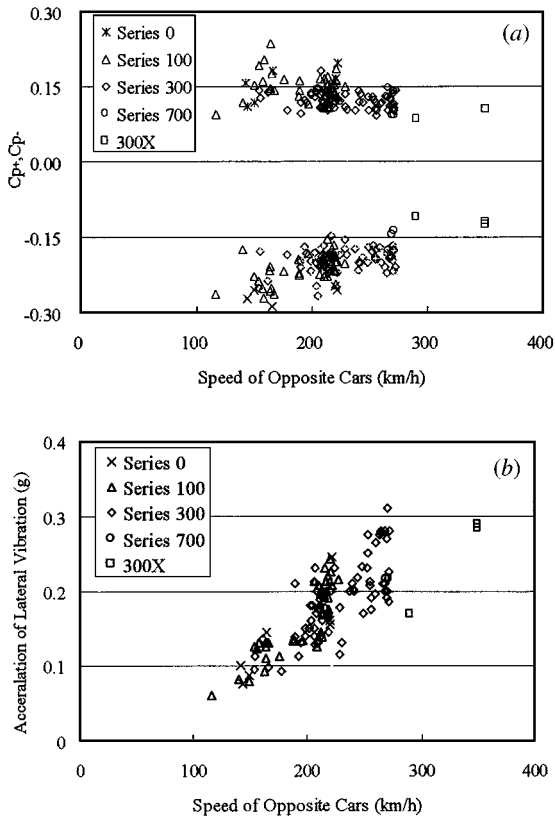 (a)
Series 0
Series 100
Series 300
Series 700
300X
0.30
0.15
0.00
-0.15
-0.30
Cp+,Cp-
0 100 200 300 400
Speed of Opposite Cars (km/h)
(b)
Series 0
Series 100
Series 300
Series 700
300X
0.4
0.3
0.2
0.1
0
Acceralation of Lateral Vibration (g)
0 100 200 300 400
Speed of Opposite Cars (km/h)